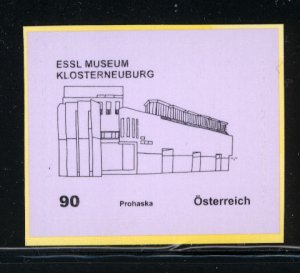 ESSL MUSEUM
KLOSTERNEUBURG
90 Prohaska Österreich